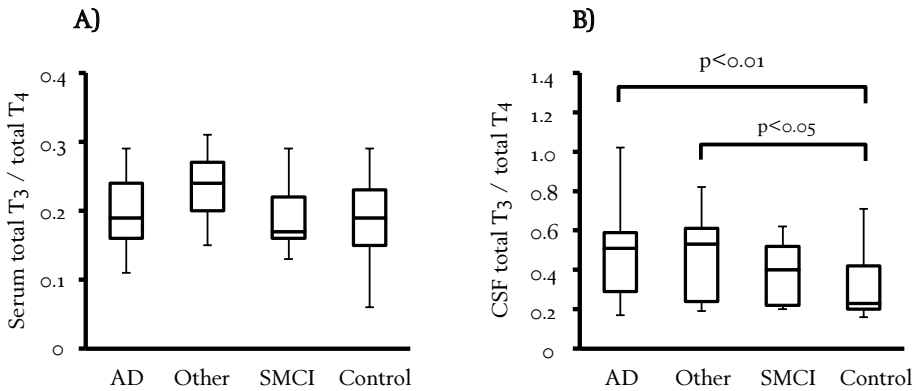 A)
Serum total T3 / total T4
0.4
0.3
0.2
0.1
0
AD Other SMCI Control
B)
CSF total T3 / total T4
1.4
1.2
1.0
0.8
0.6
0.4
0.2
0
p<0.01
p<0.05
AD Other SMCI Control